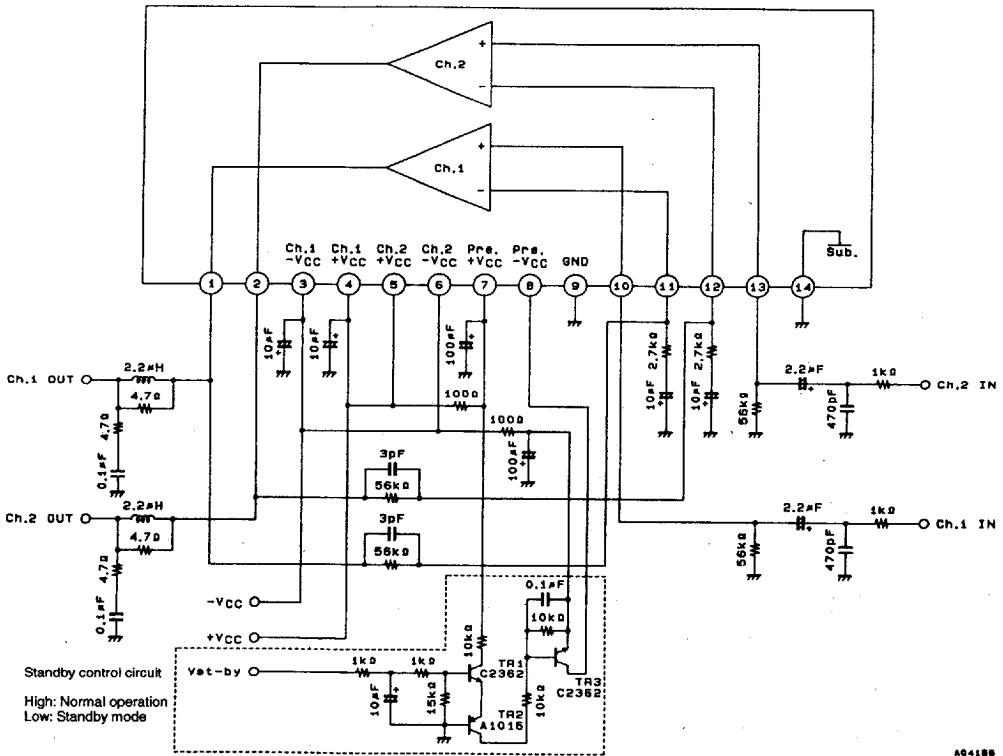 Ch.2
+
−
Ch.1
+
−
Ch.1
-VCC
Ch.1
+VCC
Ch.2
+VCC
Ch.2
-VCC
Pre.
+VCC
Pre.
-VCC
GND
Sub.
1
2
3
4
5
6
7
8
9
10
11
12
13
14
10µF
+
10µF
+
100µF
+
2.7kΩ
10µF
+
2.7kΩ
10µF
+
Ch.1 OUT
2.2µH
4.7Ω
4.7Ω
0.1µF
100Ω
100Ω
100µF
+
56kΩ
2.2µF
+
470pF
1kΩ
Ch.2 IN
3pF
56kΩ
Ch.2 OUT
2.2µH
4.7Ω
4.7Ω
0.1µF
3pF
56kΩ
56kΩ
2.2µF
+
470pF
1kΩ
Ch.1 IN
-VCC
+VCC
0.1µF
10kΩ
10kΩ
Standby control circuit
High: Normal operation
Low: Standby mode
Vst-by
1kΩ
10µF
+
1kΩ
15kΩ
TR1
C2362
TR2
A1015
10kΩ
TR3
C2362
A04186